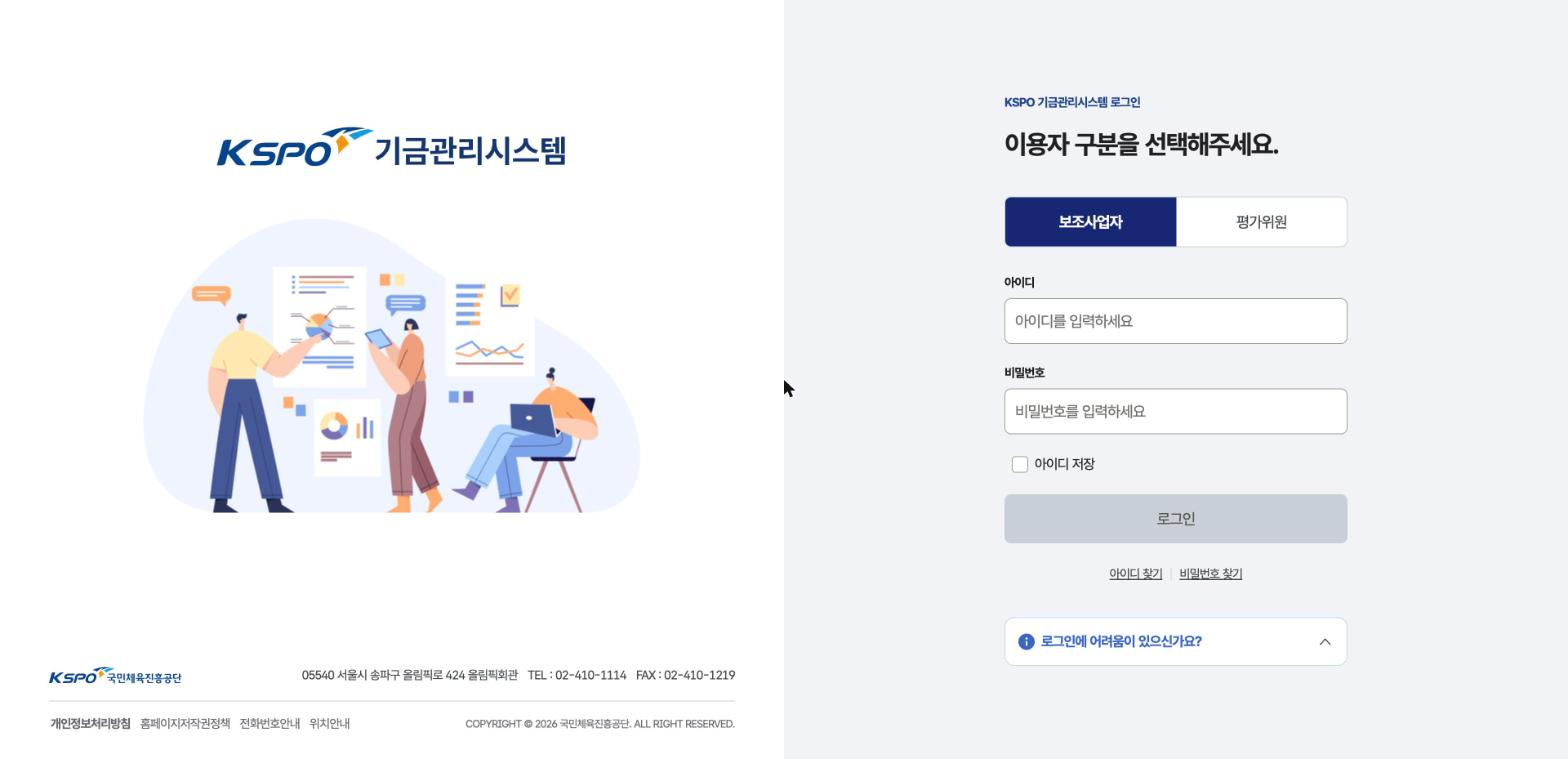 KSPO 기금관리시스템
KSPO 국민체육진흥공단
05540 서울시 송파구 올림픽로 424 올림픽회관 TEL : 02-410-1114 FAX : 02-410-1219
개인정보처리방침 홈페이지저작권정책 전화번호안내 위치안내
COPYRIGHT © 2026 국민체육진흥공단. ALL RIGHT RESERVED.
KSPO 기금관리시스템 로그인
이용자 구분을 선택해주세요.
보조사업자 평가위원
아이디
아이디를 입력하세요
비밀번호
비밀번호를 입력하세요
아이디 저장
로그인
아이디 찾기 비밀번호 찾기
로그인에 어려움이 있으신가요?